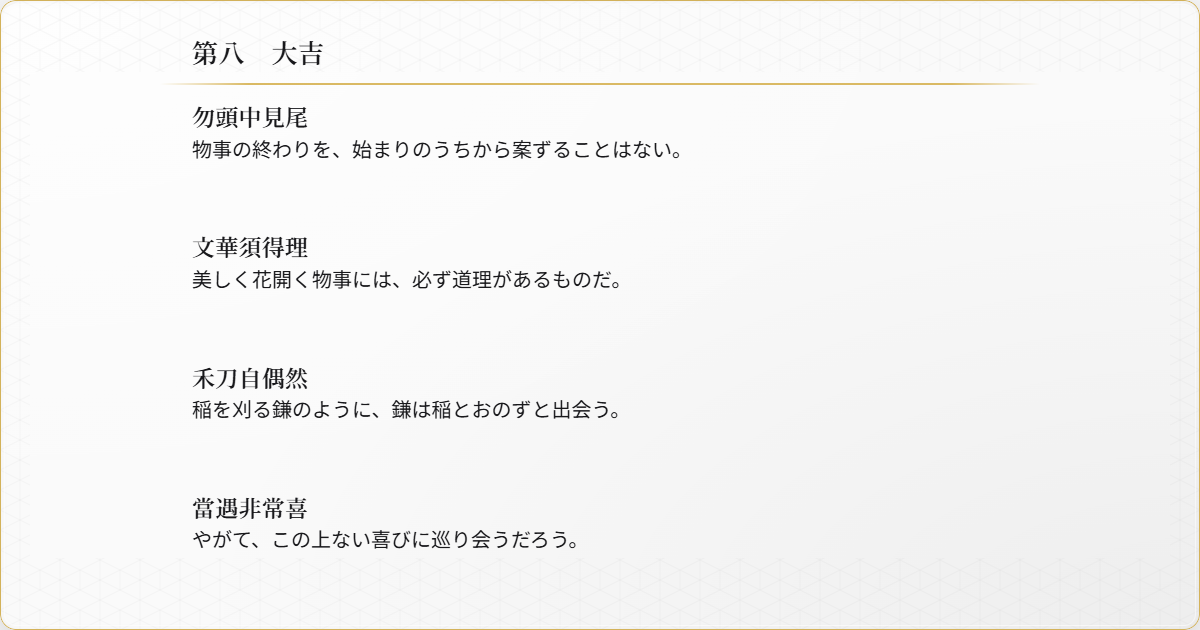 第八　大吉
勿頭中見尾
物事の終わりを、始まりのうちから案ずることはない。
文華須得理
美しく花開く物事には、必ず道理があるものだ。
禾刀自偶然
稲を刈る鎌のように、鎌は稲とおのずと出会う。
當遇非常喜
やがて、この上ない喜びに巡り会うだろう。